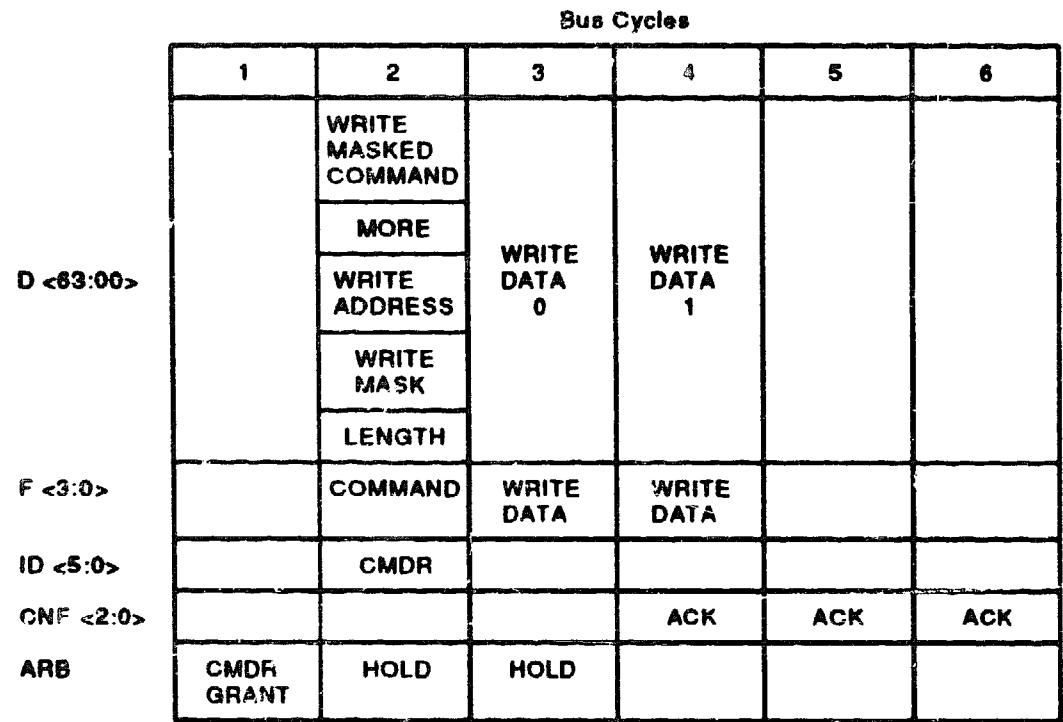 Bus Cycles
1 2 3 4 5 6
D <63:00>
WRITE
MASKED
COMMAND
MORE
WRITE
ADDRESS
WRITE
MASK
LENGTH
WRITE
DATA
0
WRITE
DATA
1
F <3:0> COMMAND WRITE WRITE
DATA DATA
ID <5:0> CMDR
CNF <2:0> ACK ACK ACK
ARB CMDR HOLD HOLD
GRANT